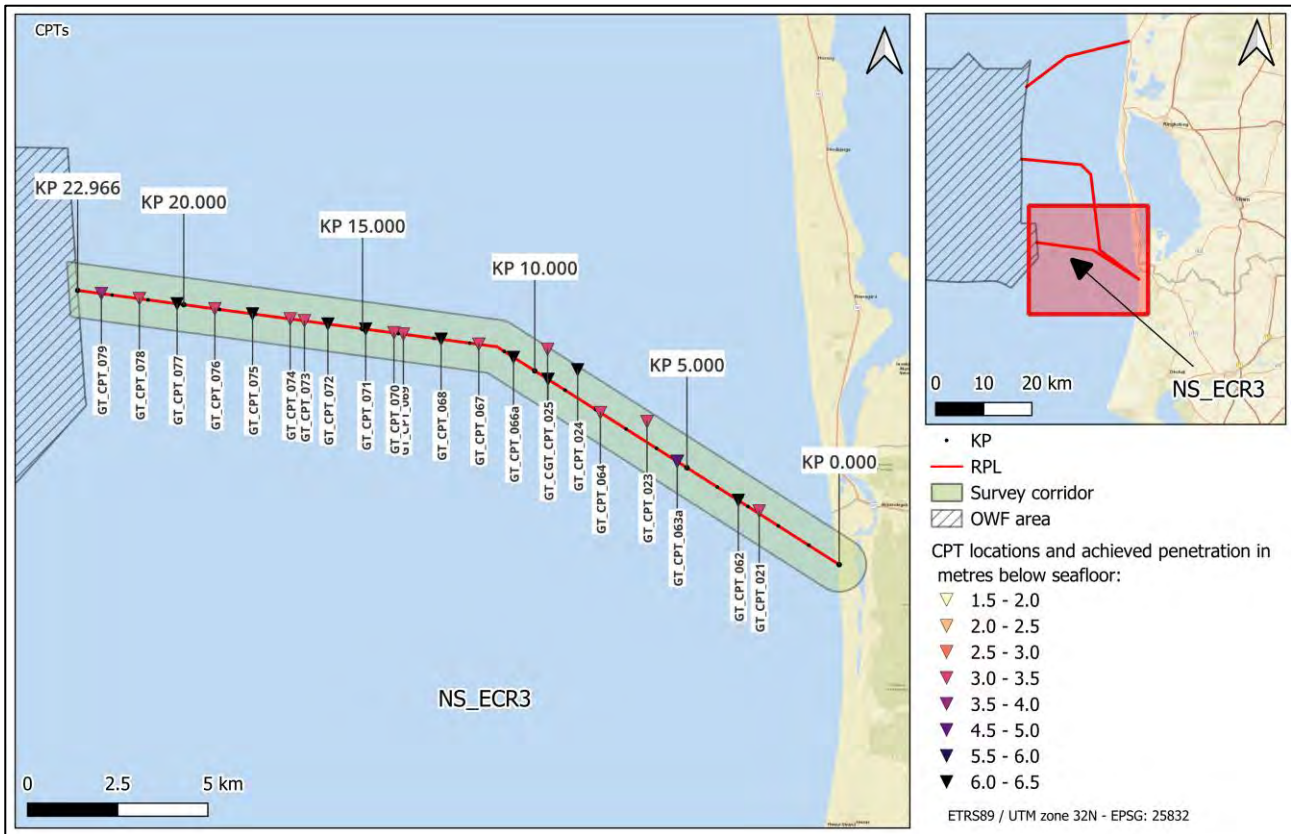 CPTs
KP 22.966
KP 20.000
KP 15.000
KP 10.000
KP 5.000
KP 0.000
GT_CPT_079
GT_CPT_078
GT_CPT_077
GT_CPT_076
GT_CPT_075
GT_CPT_074
GT_CPT_073
GT_CPT_072
GT_CPT_071
GT_CPT_070
GT_CPT_069
GT_CPT_068
GT_CPT_067
GT_CPT_066a
GT_CPT_025
GT_CPT_024
GT_CPT_064
GT_CPT_023
GT_CPT_063a
GT_CPT_062
GT_CPT_021
NS_ECR3
0 2.5 5 km
0 10 20 km
NS_ECR3
KP
RPL
Survey corridor
OWF area
CPT locations and achieved penetration in
metres below seafloor:
1.5 - 2.0
2.0 - 2.5
2.5 - 3.0
3.0 - 3.5
3.5 - 4.0
4.5 - 5.0
5.5 - 6.0
6.0 - 6.5
ETRS89 / UTM zone 32N - EPSG: 25832